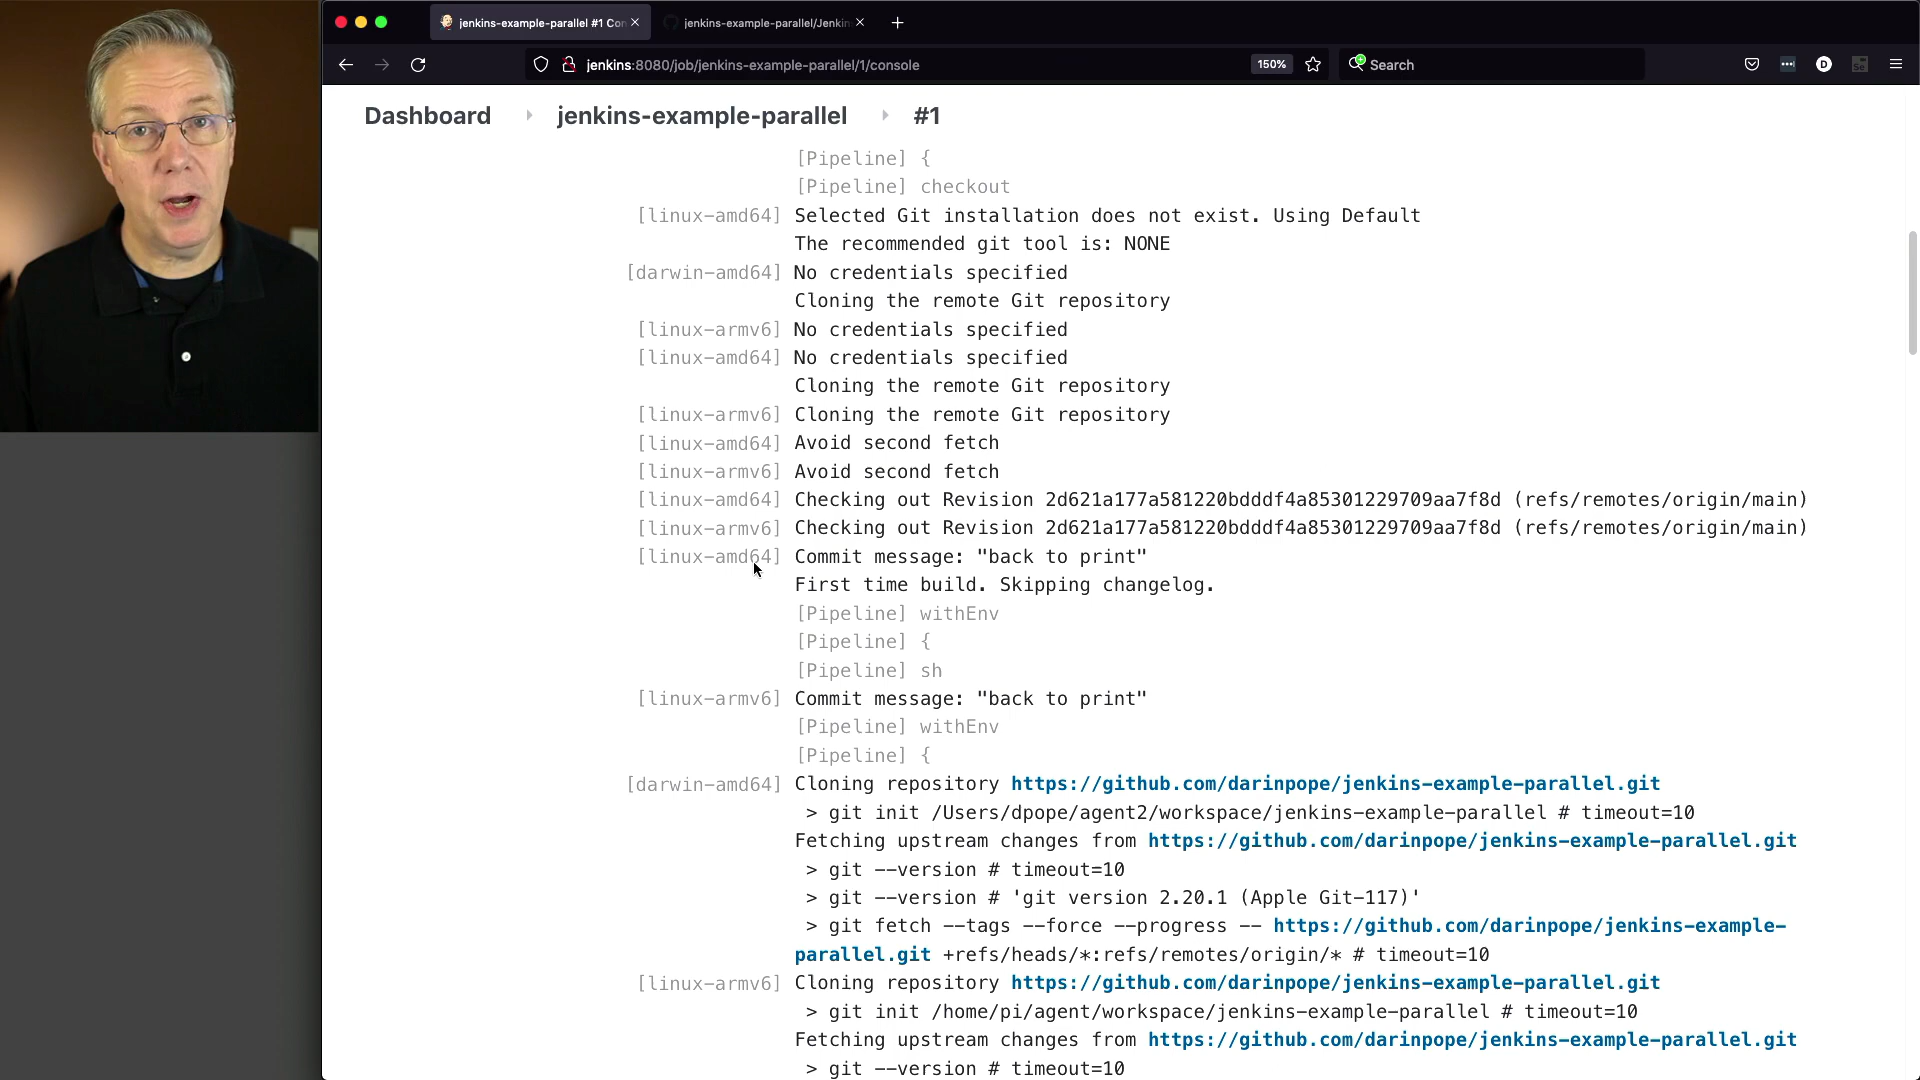 jenkins-example-parallel #1 Con
jenkins-example-parallel/Jenkin
jenkins:8080/job/jenkins-example-parallel/1/console
150%
Search
D
Dashboard
jenkins-example-parallel
#1
[Pipeline] {
[Pipeline] checkout
[linux-amd64] Selected Git installation does not exist. Using Default
The recommended git tool is: NONE
[darwin-amd64] No credentials specified
Cloning the remote Git repository
[linux-armv6] No credentials specified
[linux-amd64] No credentials specified
Cloning the remote Git repository
[linux-armv6] Cloning the remote Git repository
[linux-amd64] Avoid second fetch
[linux-armv6] Avoid second fetch
[linux-amd64] Checking out Revision 2d621a177a581220bdddf4a85301229709aa7f8d (refs/remotes/origin/main)
[linux-armv6] Checking out Revision 2d621a177a581220bdddf4a85301229709aa7f8d (refs/remotes/origin/main)
[linux-amd64] Commit message: "back to print"
First time build. Skipping changelog.
[Pipeline] withEnv
[Pipeline] {
[Pipeline] sh
[linux-armv6] Commit message: "back to print"
[Pipeline] withEnv
[Pipeline] {
[darwin-amd64] Cloning repository https://github.com/darinpope/jenkins-example-parallel.git
> git init /Users/dpope/agent2/workspace/jenkins-example-parallel # timeout=10
Fetching upstream changes from https://github.com/darinpope/jenkins-example-parallel.git
> git --version # timeout=10
> git --version # 'git version 2.20.1 (Apple Git-117)'
> git fetch --tags --force --progress -- https://github.com/darinpope/jenkins-example-
parallel.git +refs/heads/*:refs/remotes/origin/* # timeout=10
[linux-armv6] Cloning repository https://github.com/darinpope/jenkins-example-parallel.git
> git init /home/pi/agent/workspace/jenkins-example-parallel # timeout=10
Fetching upstream changes from https://github.com/darinpope/jenkins-example-parallel.git
> git --version # timeout=10